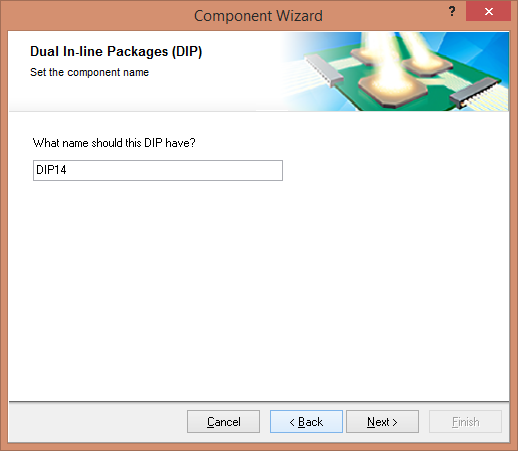 Component Wizard
?
Dual In-line Packages (DIP)
Set the component name
What name should this DIP have?
DIP14
Cancel
< Back
Next >
Finish